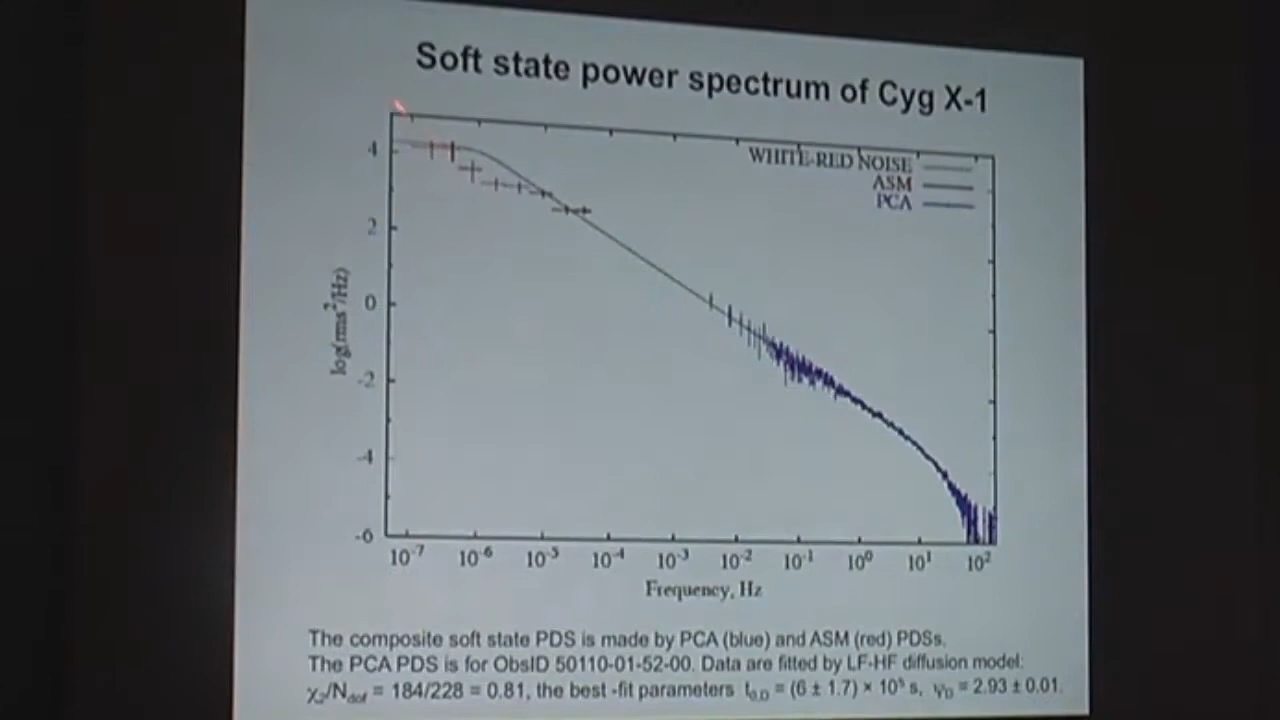 Soft state power spectrum of Cyg X-1
WHITE-RED NOISE
ASM
PCA
4
2
0
-2
-4
-6
log(rms²/Hz)
10⁻⁷ 10⁻⁶ 10⁻⁵ 10⁻⁴ 10⁻³ 10⁻² 10⁻¹ 10⁰ 10¹ 10²
Frequency, Hz
The composite soft state PDS is made by PCA (blue) and ASM (red) PDSs.
The PCA PDS is for ObsID 50110-01-52-00. Data are fitted by LF-HF diffusion model:
χ₂/N_dof = 184/228 = 0.81, the best -fit parameters t₀,D = (6 ± 1.7) × 10⁵ s, ψ_D = 2.93 ± 0.01.